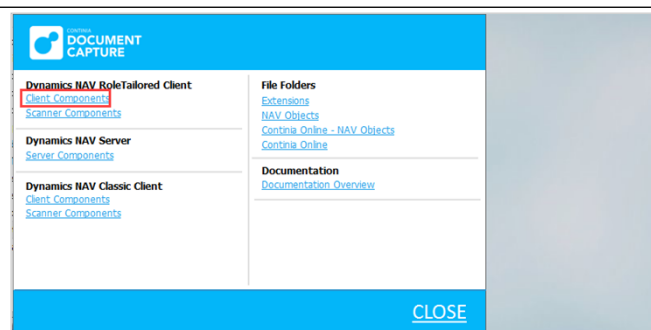 CONTINIA
DOCUMENT
CAPTURE
Dynamics NAV RoleTailored Client
Client Components
Scanner Components
Dynamics NAV Server
Server Components
Dynamics NAV Classic Client
Client Components
Scanner Components
File Folders
Extensions
NAV Objects
Continia Online - NAV Objects
Continia Online
Documentation
Documentation Overview
CLOSE